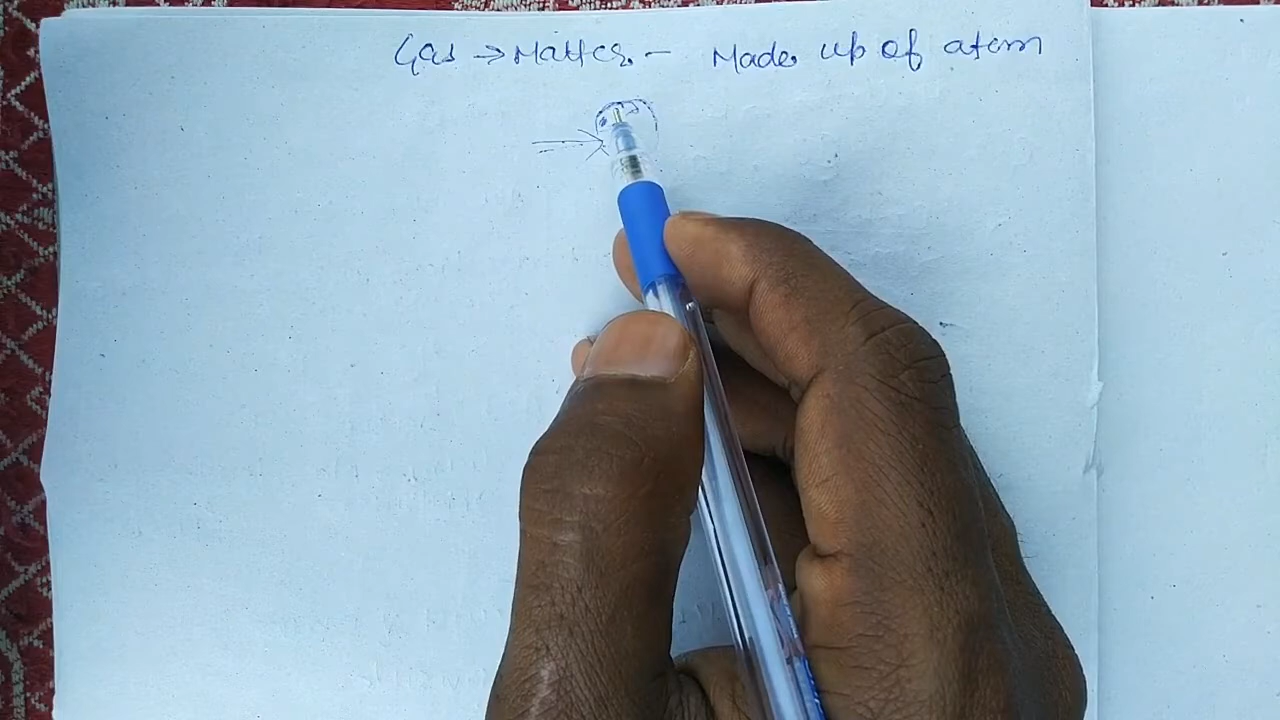 Gas → Matter - Made up of atom